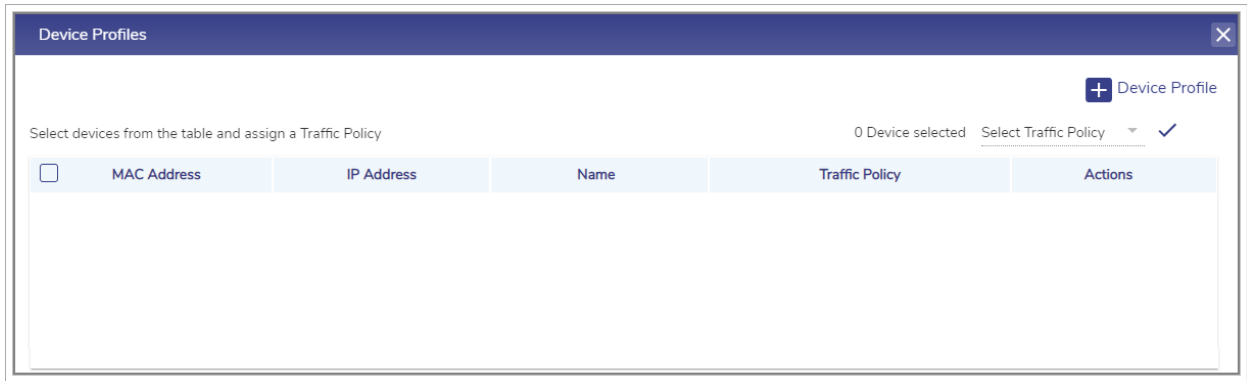 Device Profiles
Device Profile
Select devices from the table and assign a Traffic Policy 0 Device selected Select Traffic Policy
MAC Address IP Address Name Traffic Policy Actions